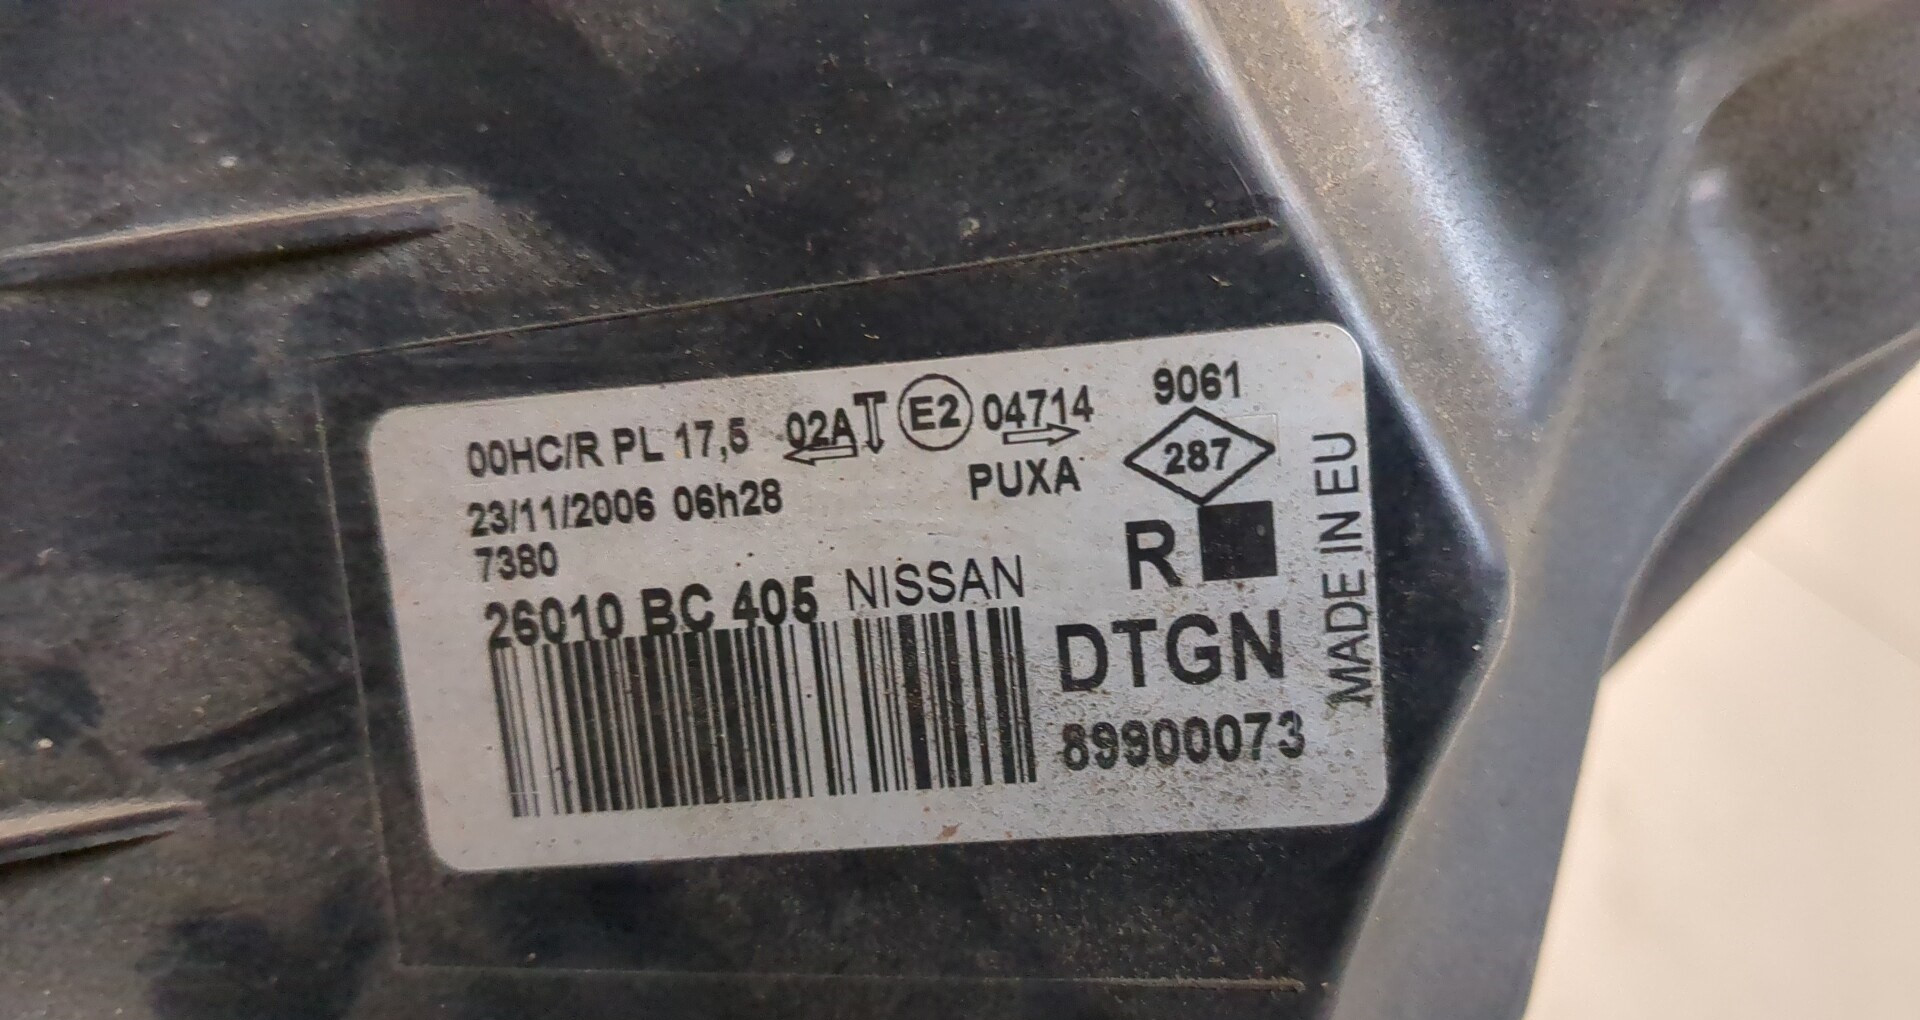 00HC/R PL 17,5 02A E2 04714 9061
PUXA 287
23/11/2006 06h28
7380
R
26010 BC 405 NISSAN
DTGN
89900073
MADE IN EU